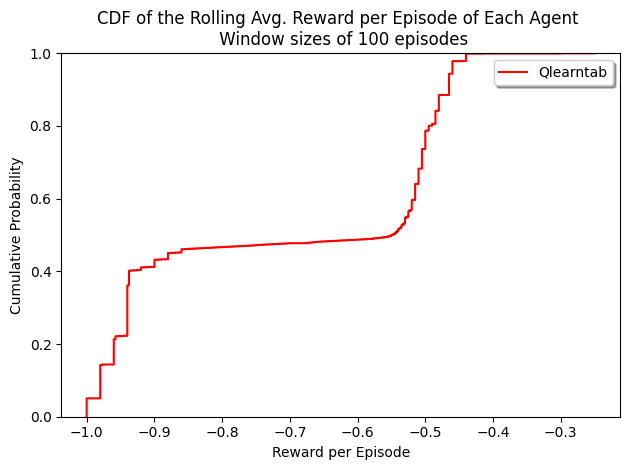 CDF of the Rolling Avg. Reward per Episode of Each Agent
Window sizes of 100 episodes
Qlearntab
1.0
0.8
0.6
0.4
0.2
0.0
Cumulative Probability
−1.0 −0.9 −0.8 −0.7 −0.6 −0.5 −0.4 −0.3
Reward per Episode